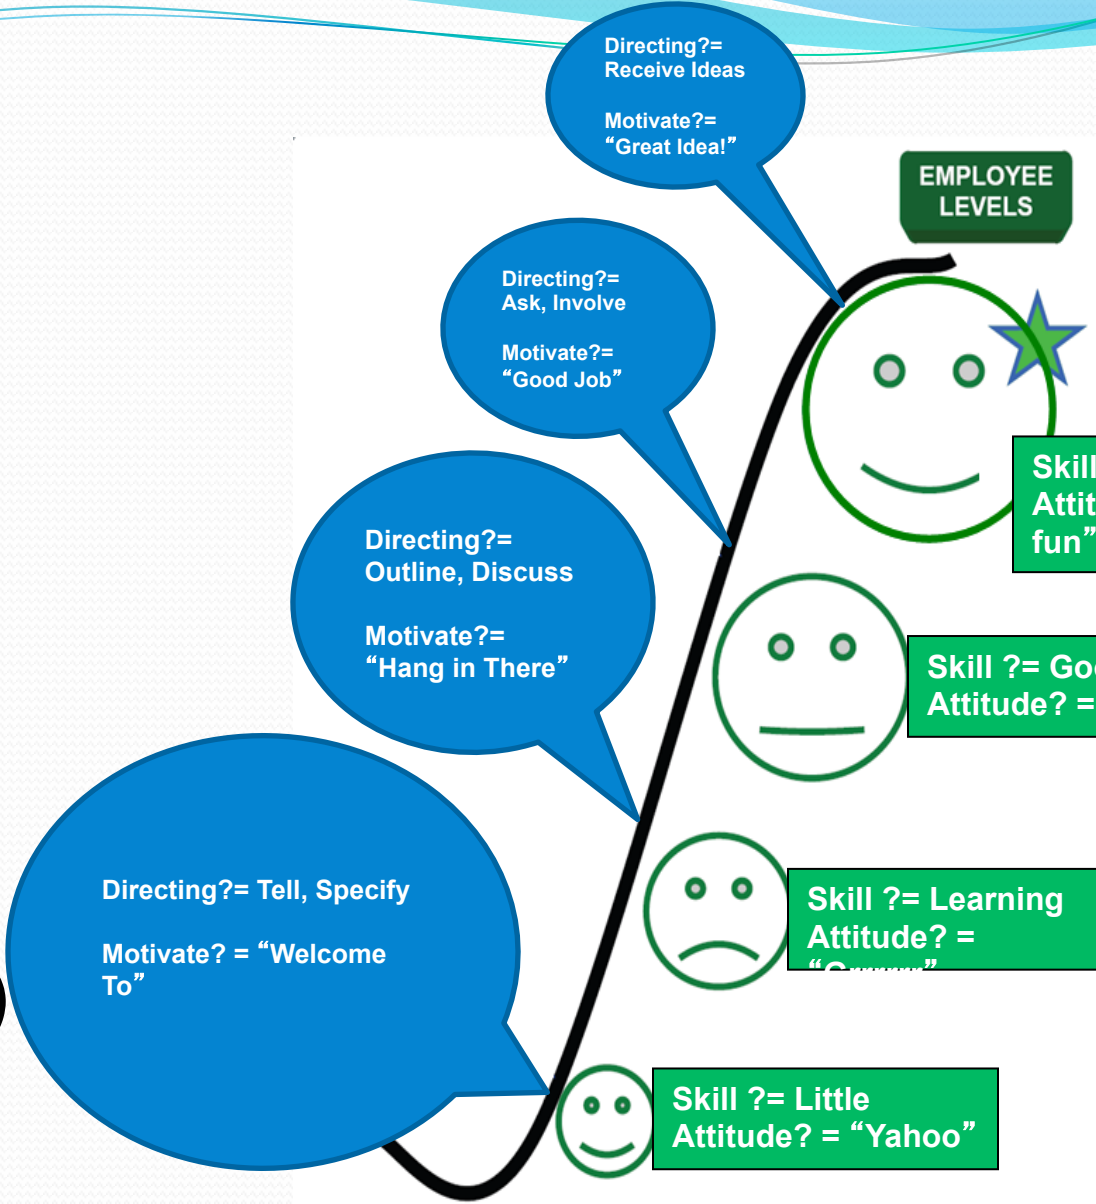 Directing?=
Receive Ideas
Motivate?=
“Great Idea!”
EMPLOYEE
LEVELS
Directing?=
Ask, Involve
Motivate?=
“Good Job”
Skill
Attit
fun”
Directing?=
Outline, Discuss
Motivate?=
“Hang in There”
Skill ?= Goo
Attitude? =
Directing?= Tell, Specify
Motivate? = “Welcome
To”
Skill ?= Learning
Attitude? =
Skill ?= Little
Attitude? = “Yahoo”